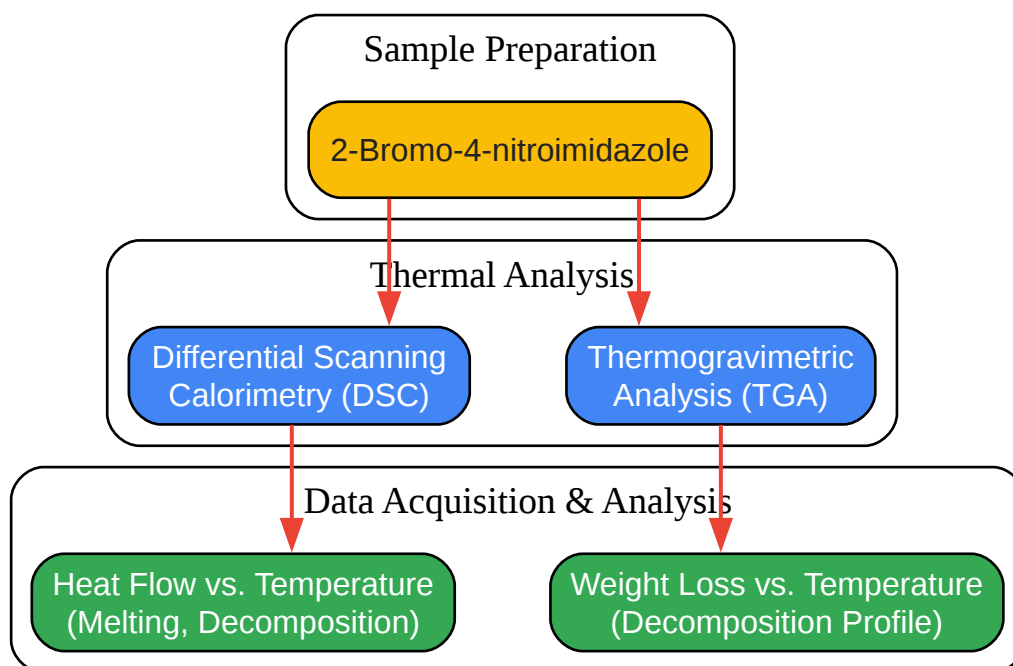 Sample Preparation
2-Bromo-4-nitroimidazole
Thermal Analysis
Differential Scanning
Calorimetry (DSC)
Thermogravimetric
Analysis (TGA)
Data Acquisition & Analysis
Heat Flow vs. Temperature
(Melting, Decomposition)
Weight Loss vs. Temperature
(Decomposition Profile)